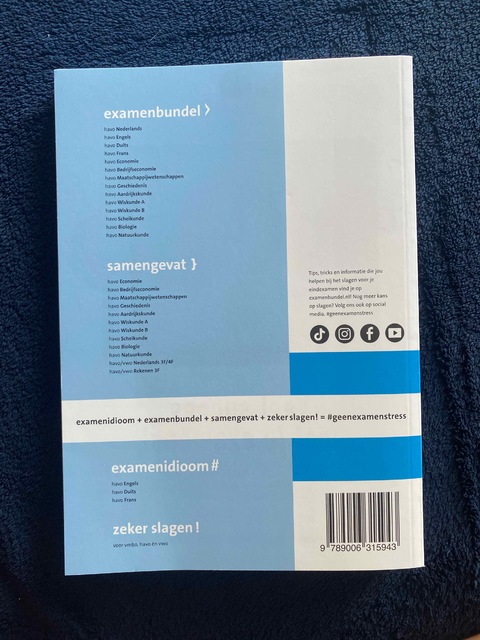 examenbundel >
havo Nederlands
havo Engels
havo Duits
havo Frans
havo Economie
havo Bedrijfseconomie
havo Maatschappijwetenschappen
havo Geschiedenis
havo Aardrijkskunde
havo Wiskunde A
havo Wiskunde B
havo Scheikunde
havo Biologie
havo Natuurkunde
samengevat }
havo Economie
havo Bedrijfseconomie
havo Maatschappijwetenschappen
havo Geschiedenis
havo Aardrijkskunde
havo Wiskunde A
havo Wiskunde B
havo Scheikunde
havo Biologie
havo Natuurkunde
havo/vwo Nederlands 3F/4F
havo/vwo Rekenen 3F
Tips, tricks en informatie die jou
helpen bij het slagen voor je
eindexamen vind je op
examenbundel.nl! Nog meer kans
op slagen? Volg ons ook op social
media, #geenexamenstress
examenidioom + examenbundel + samengevat + zeker slagen! = #geenexamenstress
examenidioom #
havo Engels
havo Duits
havo Frans
zeker slagen !
voor vmbo, havo en vwo
9 789006 315943